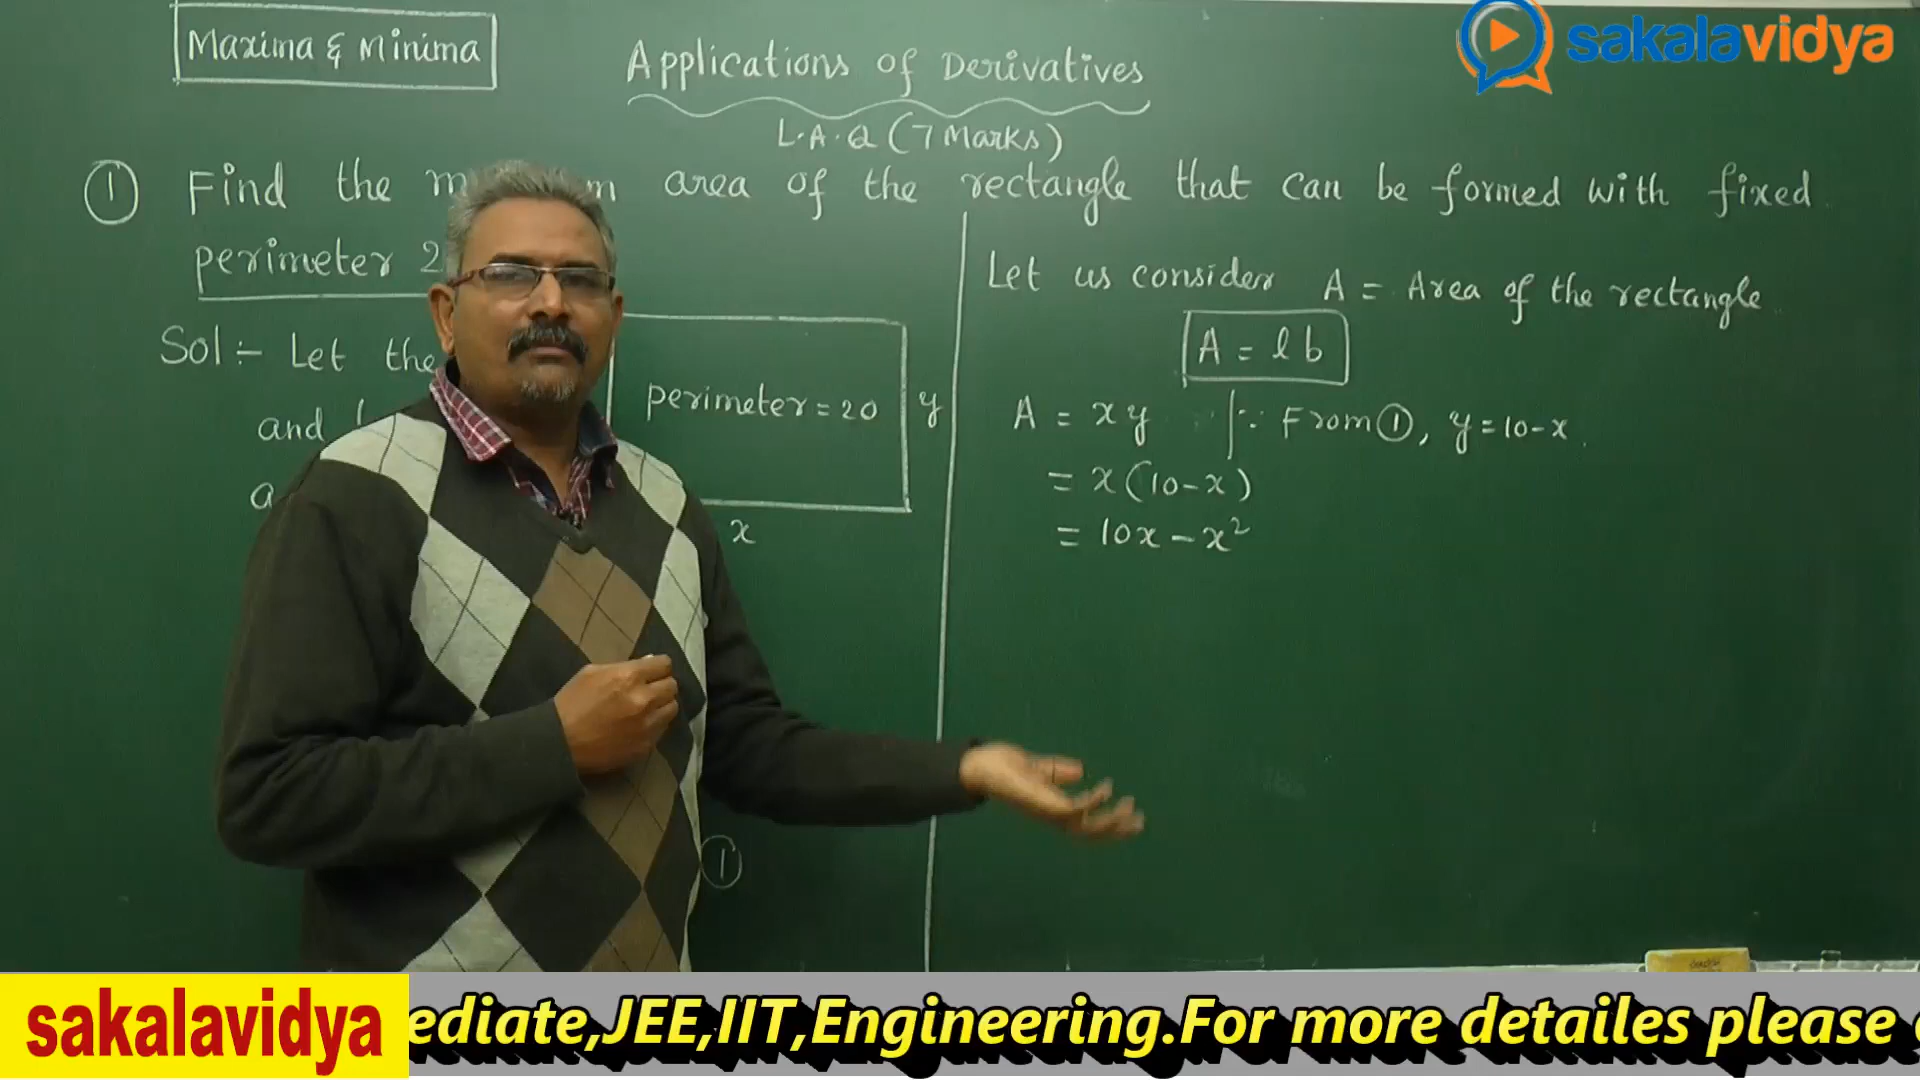 Maxima & Minima
Applications of Derivatives
L.A.Q (7 Marks)
① Find the area of the rectangle that can be formed with fixed
perimeter
Sol:- Let the
and
perimeter = 20
y
x
①
Let us consider A = Area of the rectangle
A = l b
A = xy ∵ From ①, y = 10-x
= x(10-x)
= 10x - x²
sakalavidya
sakalavidya
ediate,JEE,IIT,Engineering.For more detailes please